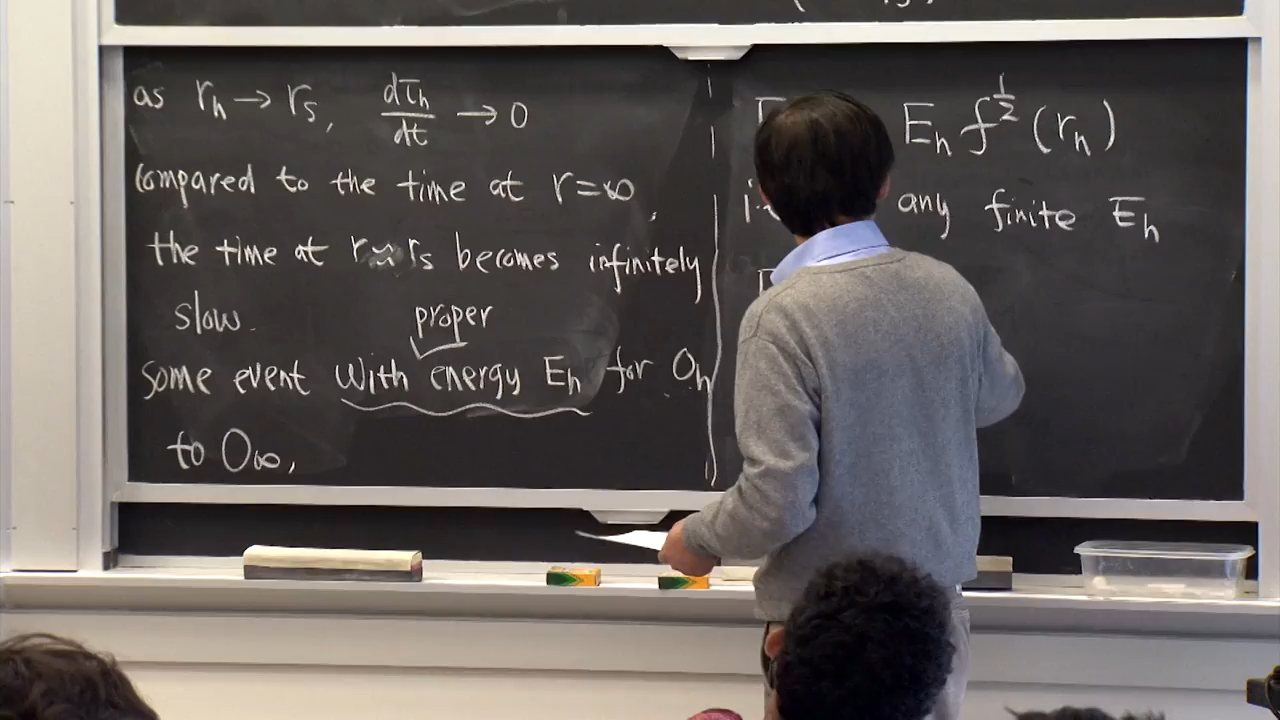 as r_h → r_s, dτ_h/dt → 0
compared to the time at r=∞,
the time at r≈r_s becomes infinitely
slow.
proper
some event with energy E_h for O_h
to O_∞,
E_h f^{1/2}(r_h)
any finite E_h